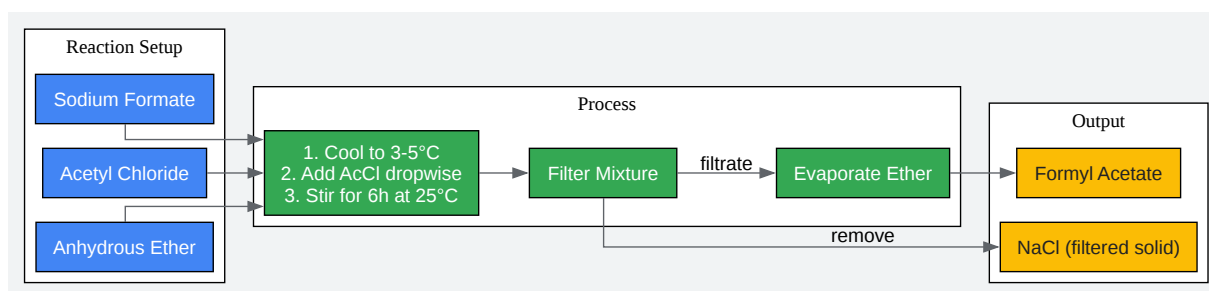 Reaction Setup
Sodium Formate
Acetyl Chloride
Anhydrous Ether
Process
1. Cool to 3-5°C
2. Add AcCl dropwise
3. Stir for 6h at 25°C
Filter Mixture
filtrate
Evaporate Ether
remove
Output
Formyl Acetate
NaCl (filtered solid)